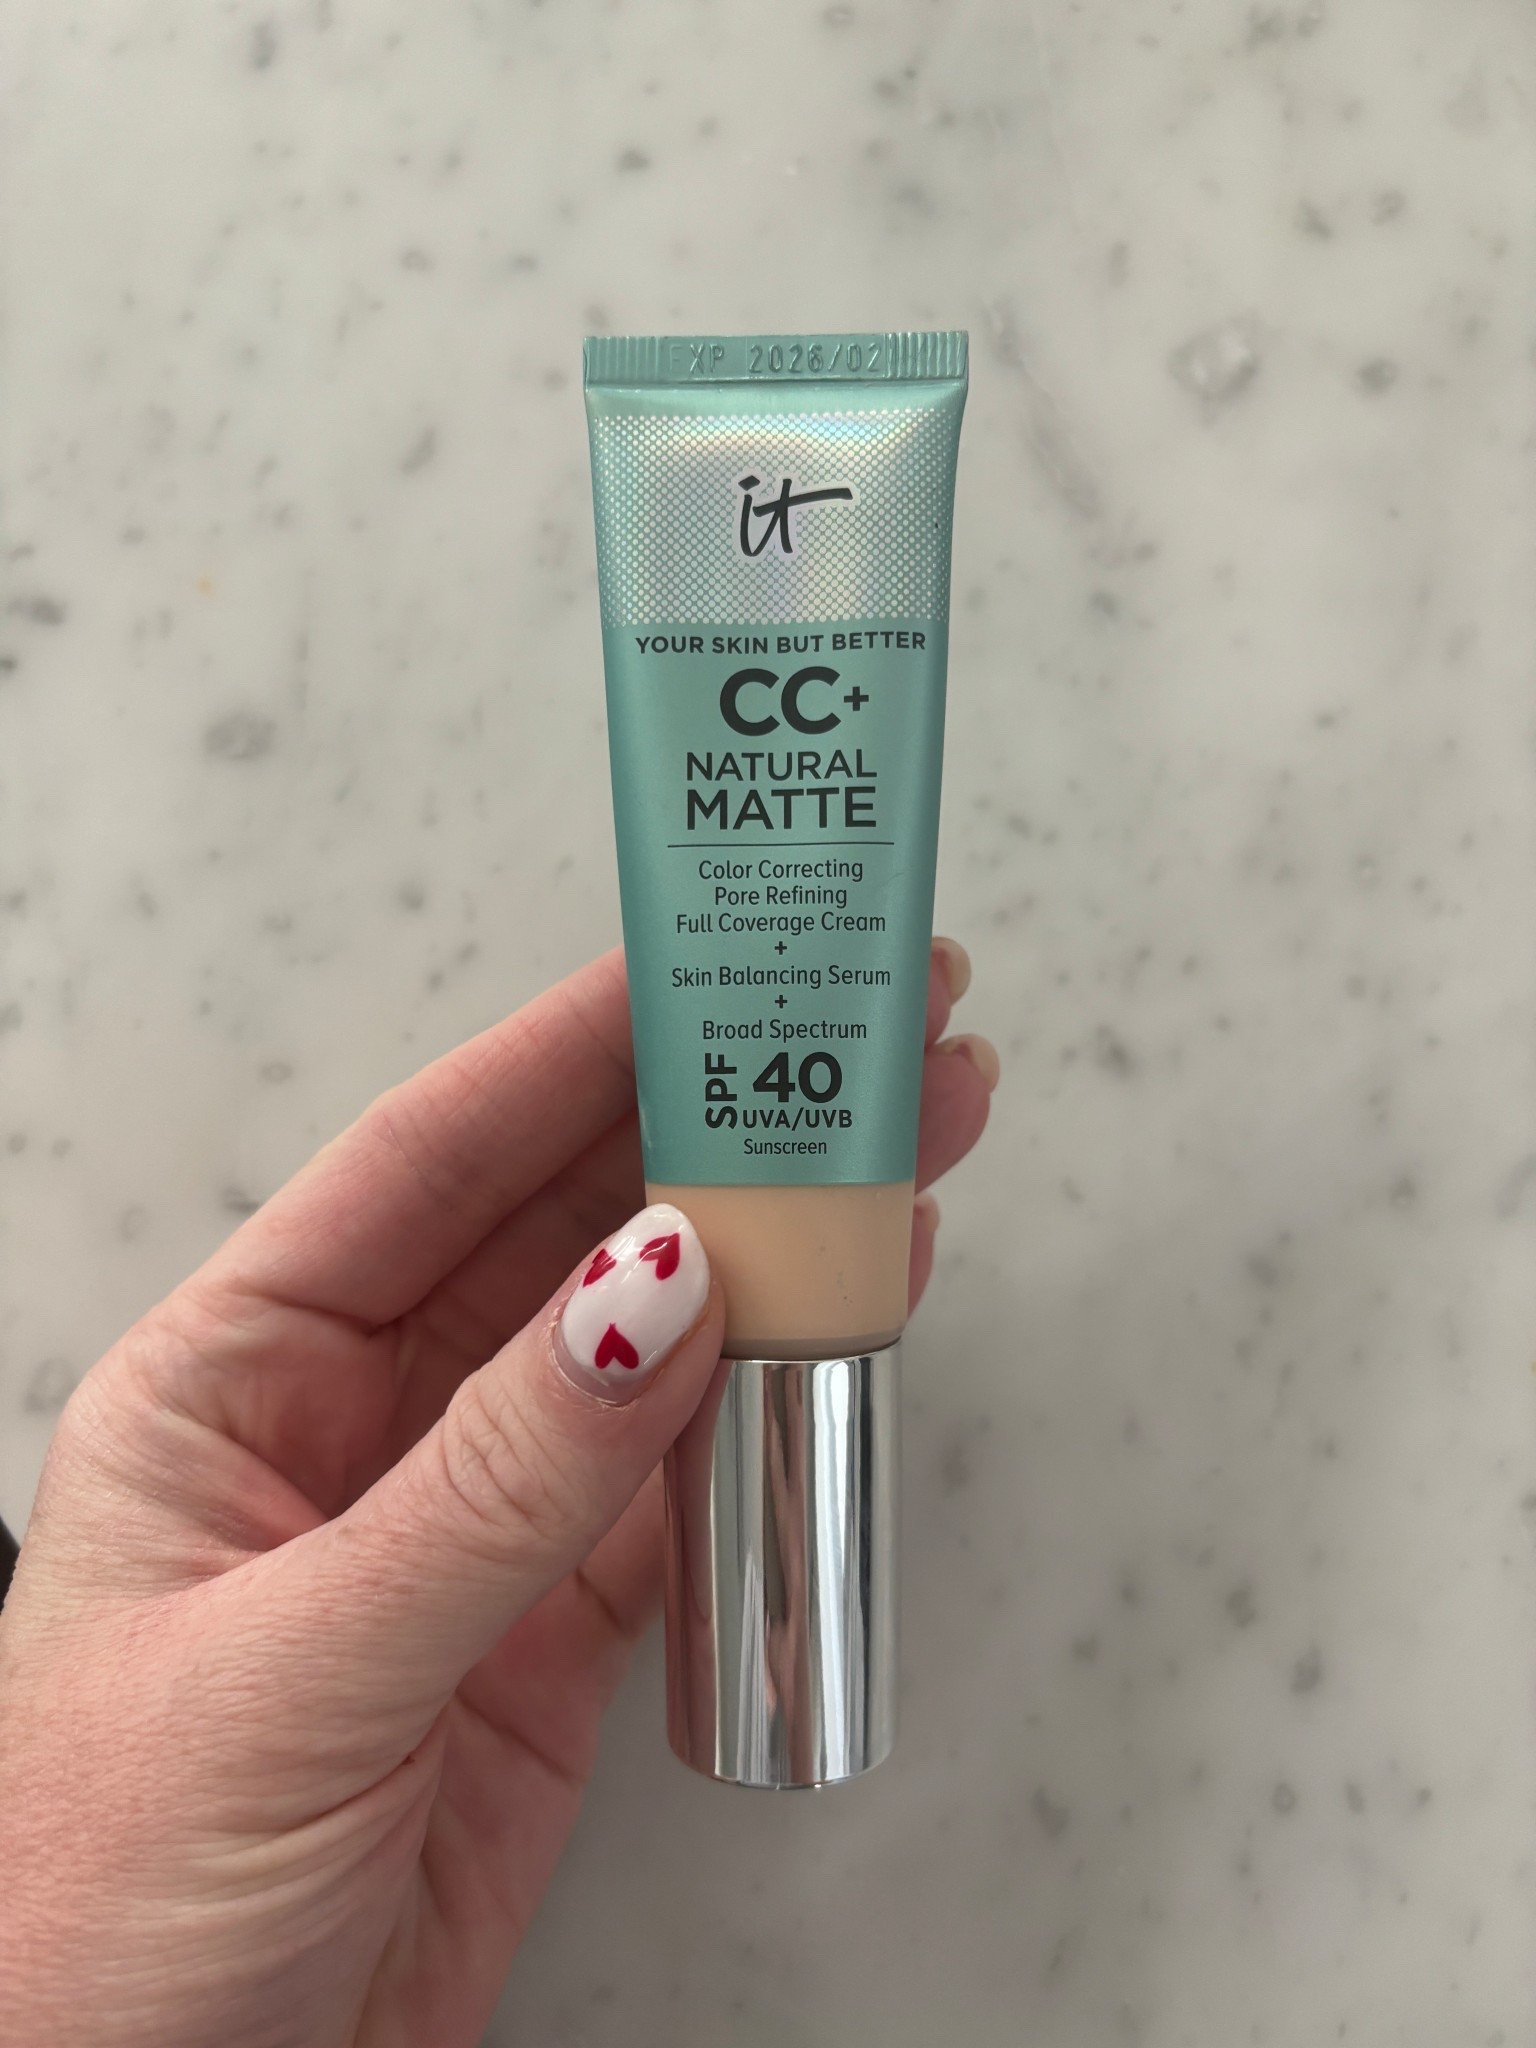 EXP 2026/02
it
YOUR SKIN BUT BETTER
CC+
NATURAL
MATTE
Color Correcting
Pore Refining
Full Coverage Cream
+
Skin Balancing Serum
+
Broad Spectrum
SPF 40
UVA/UVB
Sunscreen